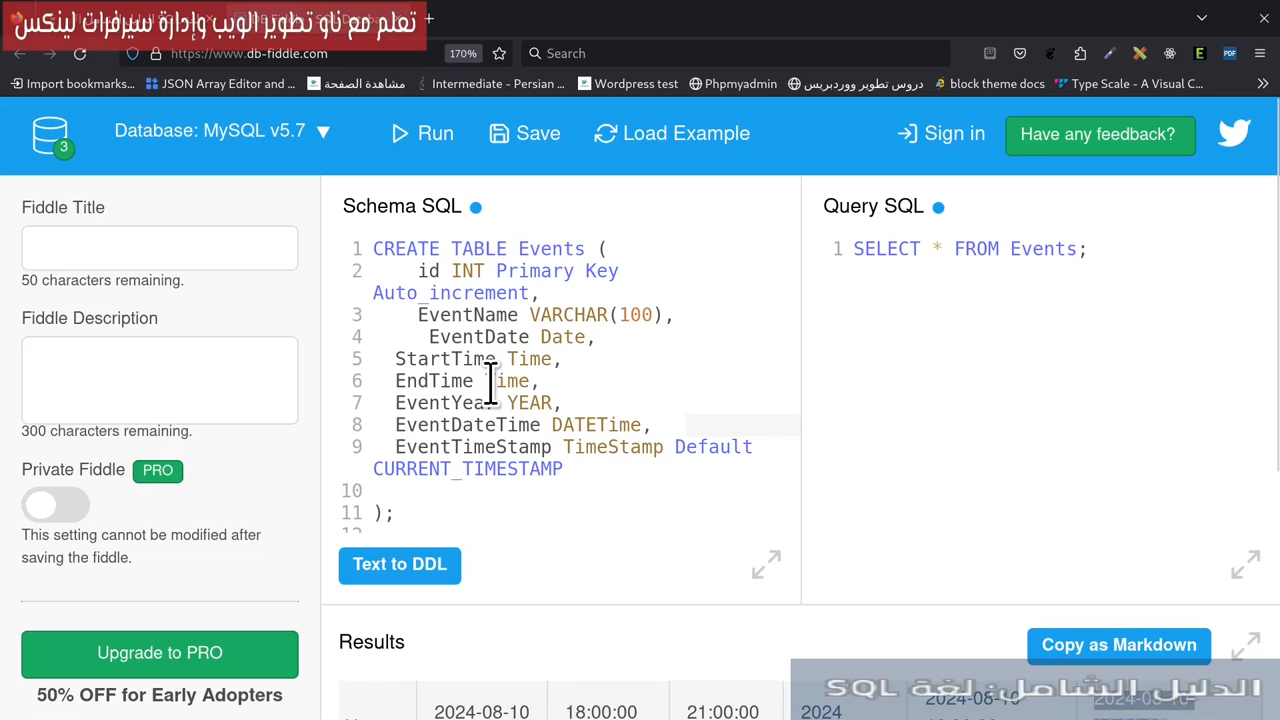 تعلم مع ناو تطوير الويب وإدارة سيرفرات لينكس
https://www.db-fiddle.com
170%
Search
Import bookmarks...
JSON Array Editor and ...
مشاهدة الصفحة
Intermediate - Persian ...
Wordpress test
Phpmyadmin
دروس تطوير ووردبريس
block theme docs
Type Scale - A Visual C...
3
Database: MySQL v5.7
Run
Save
Load Example
Sign in
Have any feedback?
Fiddle Title
50 characters remaining.
Fiddle Description
300 characters remaining.
Private Fiddle PRO
This setting cannot be modified after
saving the fiddle.
Upgrade to PRO
50% OFF for Early Adopters
Schema SQL
1 CREATE TABLE Events (
2 id INT Primary Key
Auto_increment,
3 EventName VARCHAR(100),
4 EventDate Date,
5 StartTime Time,
6 EndTime Time,
7 EventYear YEAR,
8 EventDateTime DATETime,
9 EventTimeStamp TimeStamp Default
CURRENT_TIMESTAMP
10
11 );
Text to DDL
Query SQL
1 SELECT * FROM Events;
Results
Copy as Markdown
2024-08-10
18:00:00
21:00:00
2024
2024-08-10
2024-08-10
الدليل الشامل: لغة SQL